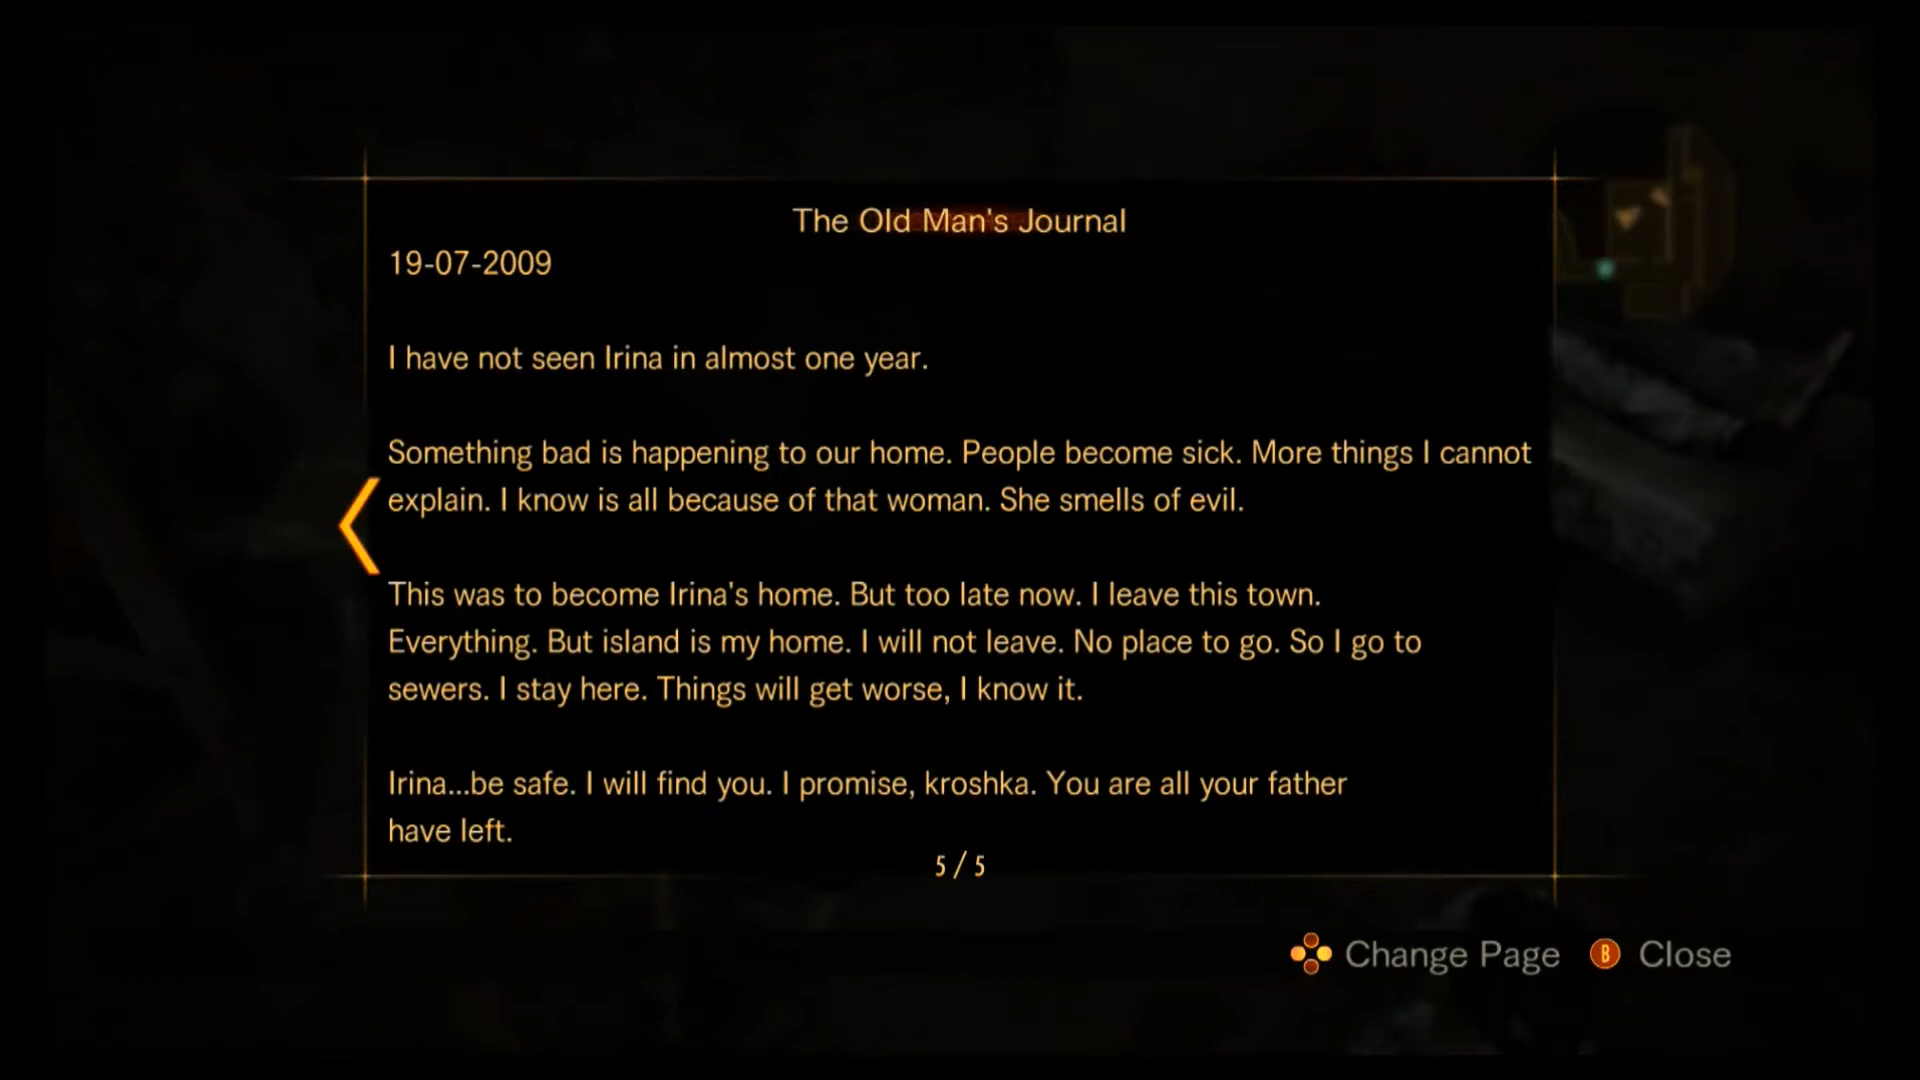 The Old Man's Journal
19-07-2009
I have not seen Irina in almost one year.
Something bad is happening to our home. People become sick. More things I cannot
explain. I know is all because of that woman. She smells of evil.
This was to become Irina's home. But too late now. I leave this town.
Everything. But island is my home. I will not leave. No place to go. So I go to
sewers. I stay here. Things will get worse, I know it.
Irina...be safe. I will find you. I promise, kroshka. You are all your father
have left.
5 / 5
Change Page B Close